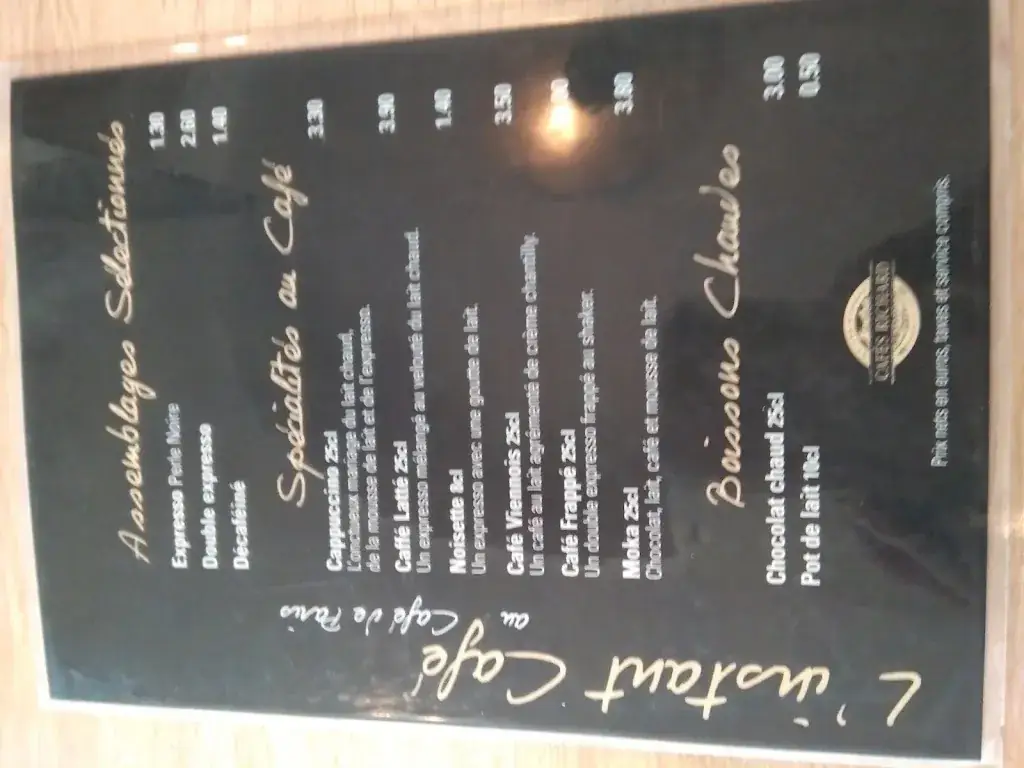 L'instant Café
au Café de Paris
Assemblages Sélectionnés
Expresso Perle Noire 1.30
Double expresso 2.60
Décaféiné 1.40
Spécialités au Café
Cappuccino 25cl 3.30
L'onctueux mariage du lait chaud,
de la mousse de lait et de l'expresso.
Caffe Latté 25cl 3.90
Un expresso mélangé au velouté du lait chaud.
Noisette 8cl 1.40
Un expresso avec une goutte de lait.
Café Viennois 25cl 3.50
Un café au lait agrémenté de crème chantilly.
Café Frappé 25cl
Un double expresso frappé au shaker.
Moka 25cl 3.80
Chocolat, lait, café et mousse de lait.
Boissons Chaudes
Chocolat chaud 25cl 3.00
Pot de lait 10cl 0.50
CAFÉS RICHARD
Prix nets en euros, taxes et service compris.